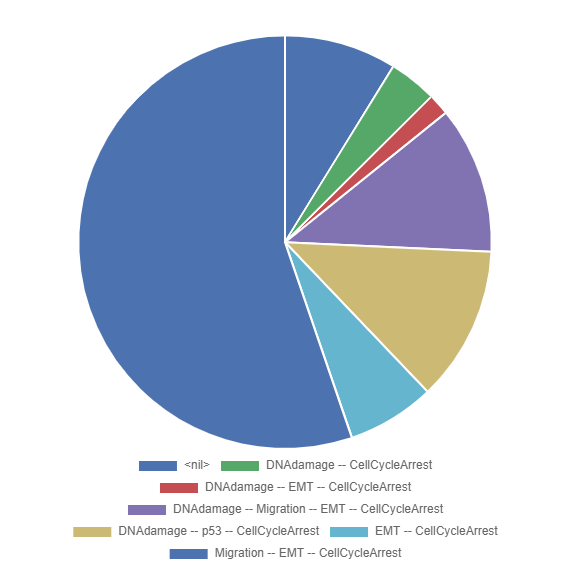 <nil> DNAdamage -- CellCycleArrest
DNAdamage -- EMT -- CellCycleArrest
DNAdamage -- Migration -- EMT -- CellCycleArrest
DNAdamage -- p53 -- CellCycleArrest EMT -- CellCycleArrest
Migration -- EMT -- CellCycleArrest